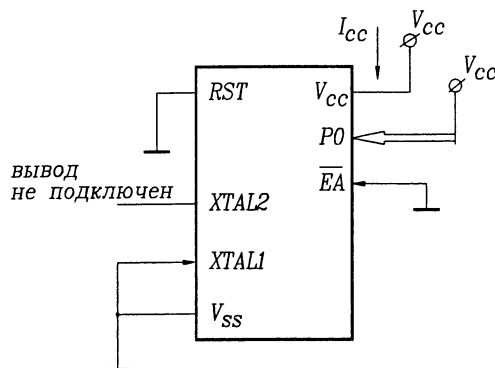 I_CC
V_CC
V_CC
RST
V_CC
P0
вывод
не подключен
EA
XTAL2
XTAL1
V_SS